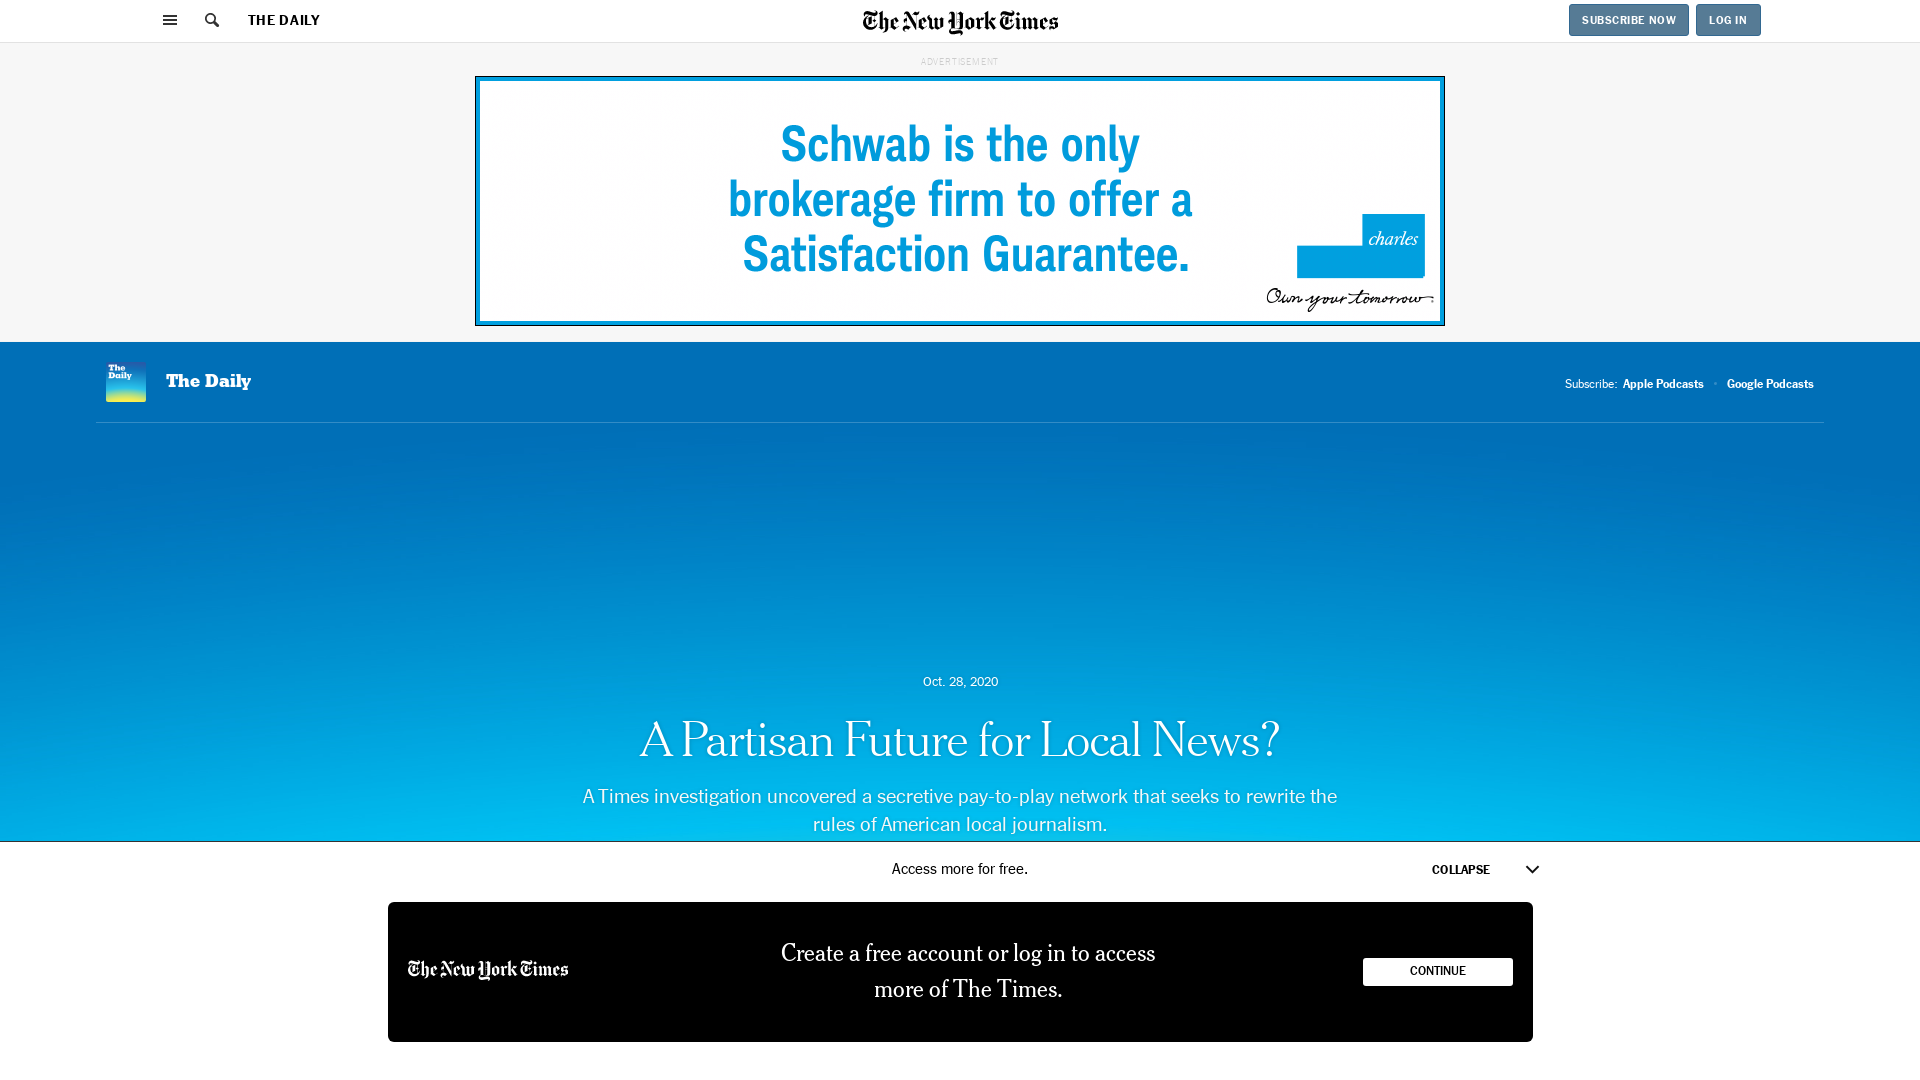 THE DAILY
The New York Times
SUBSCRIBE NOW
LOG IN
ADVERTISEMENT
Schwab is the only
brokerage firm to offer a
Satisfaction Guarantee.
charles
Own your tomorrow
The
Daily
The Daily
Subscribe: Apple Podcasts • Google Podcasts
Oct. 28, 2020
A Partisan Future for Local News?
A Times investigation uncovered a secretive pay-to-play network that seeks to rewrite the
rules of American local journalism.
Access more for free.
COLLAPSE
The New York Times
Create a free account or log in to access
more of The Times.
CONTINUE